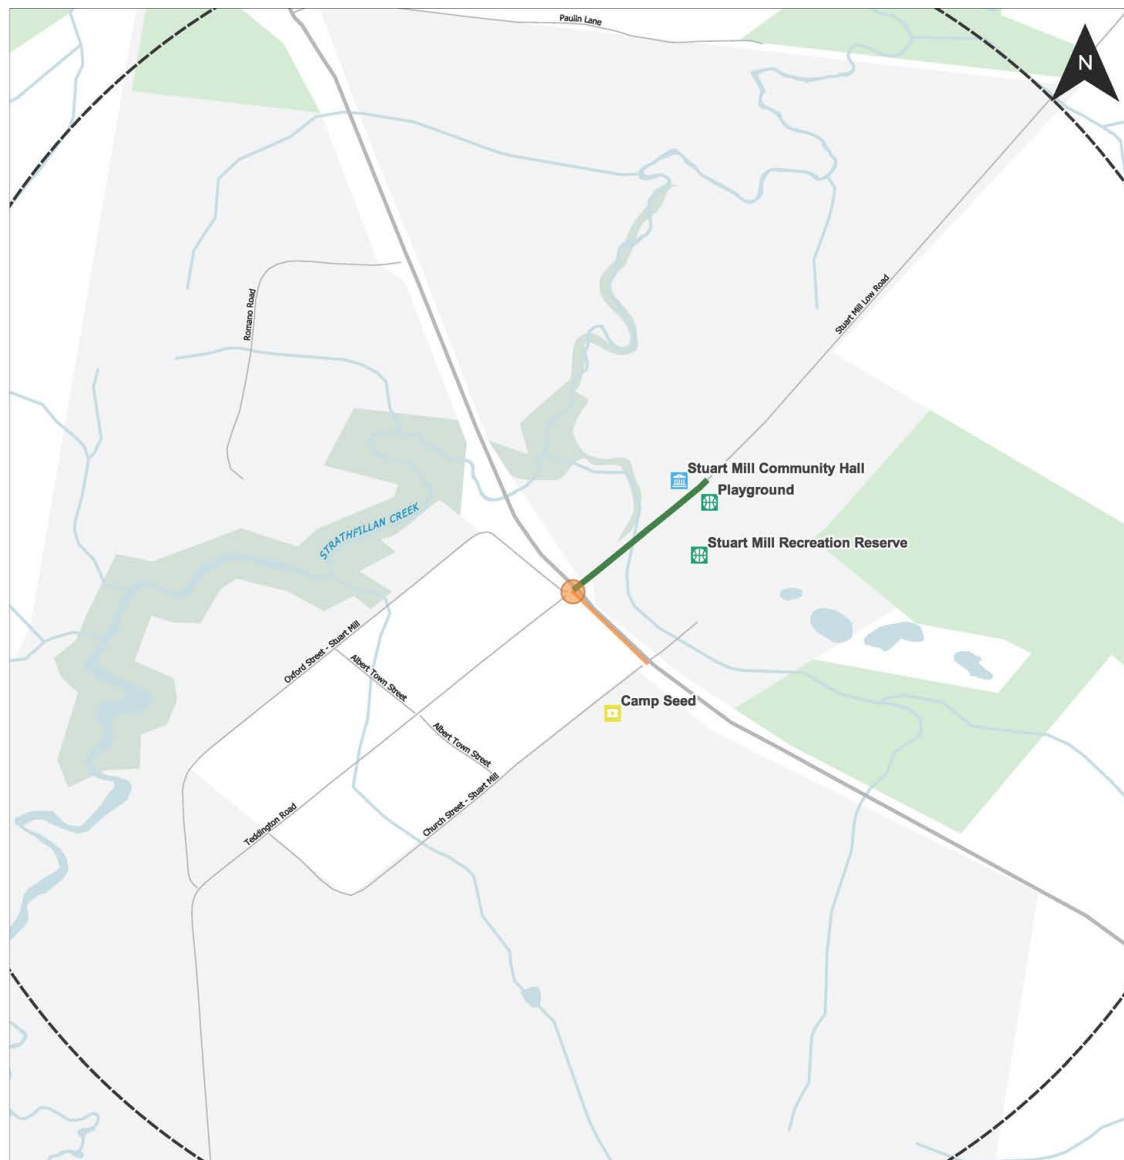 Paulin Lane
N
Stuart Mill Low Road
Romano Road
Stuart Mill Community Hall
Playground
STRATHFILLAN CREEK
Stuart Mill Recreation Reserve
Oxford Street - Stuart Mill
Albert Town Street
Camp Seed
Albert Town Street
Church Street - Stuart Mill
Teddington Road